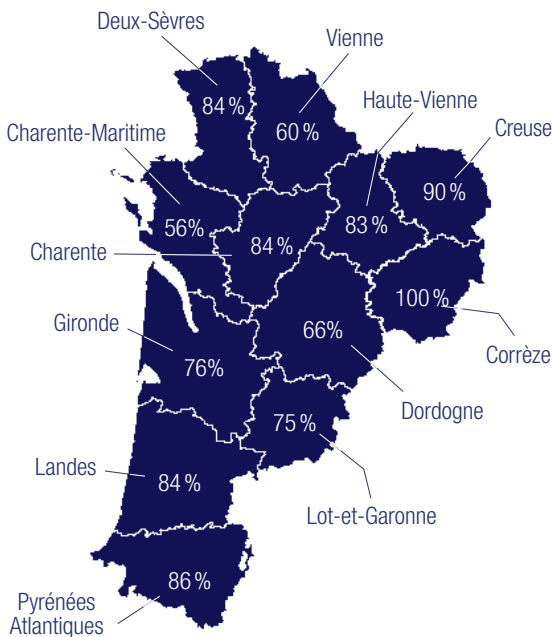 Deux-Sèvres
Vienne
84 %
Haute-Vienne
60 %
Creuse
Charente-Maritime
90 %
56%
83 %
84 %
Charente
100 %
Gironde
66%
76%
Corrèze
Dordogne
75 %
Landes
84 %
Lot-et-Garonne
86 %
Pyrénées
Atlantiques